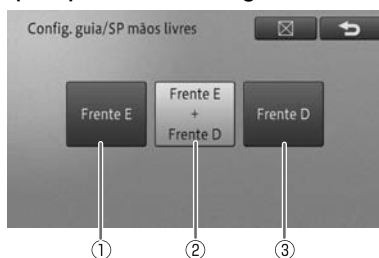 Config. guia/SP mãos livres
Frente E
Frente E
+
Frente D
Frente D
① ② ③